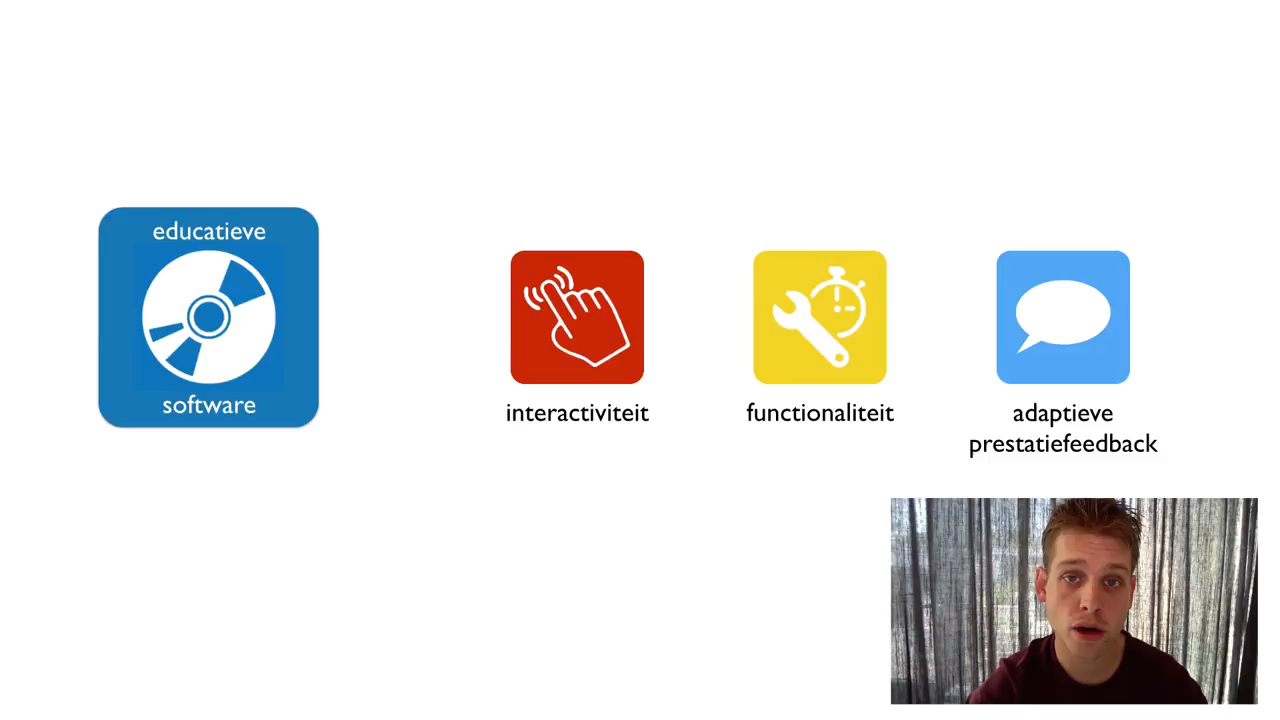 educatieve
software
interactiviteit
functionaliteit
adaptieve
prestatiefeedback